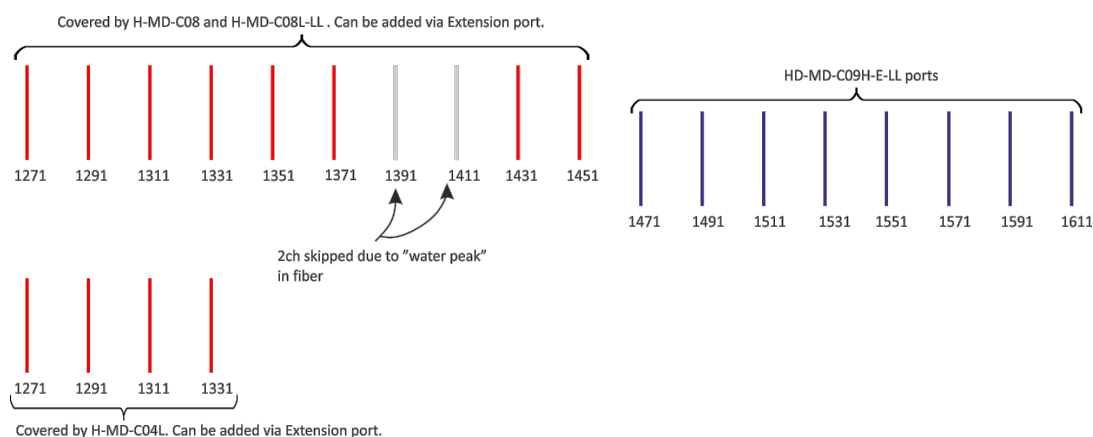 Covered by H-MD-C08 and H-MD-C08L-LL . Can be added via Extension port.
HD-MD-C09H-E-LL ports
1271 1291 1311 1331 1351 1371 1391 1411 1431 1451
1471 1491 1511 1531 1551 1571 1591 1611
2ch skipped due to ”water peak”
in fiber
1271 1291 1311 1331
Covered by H-MD-C04L. Can be added via Extension port.